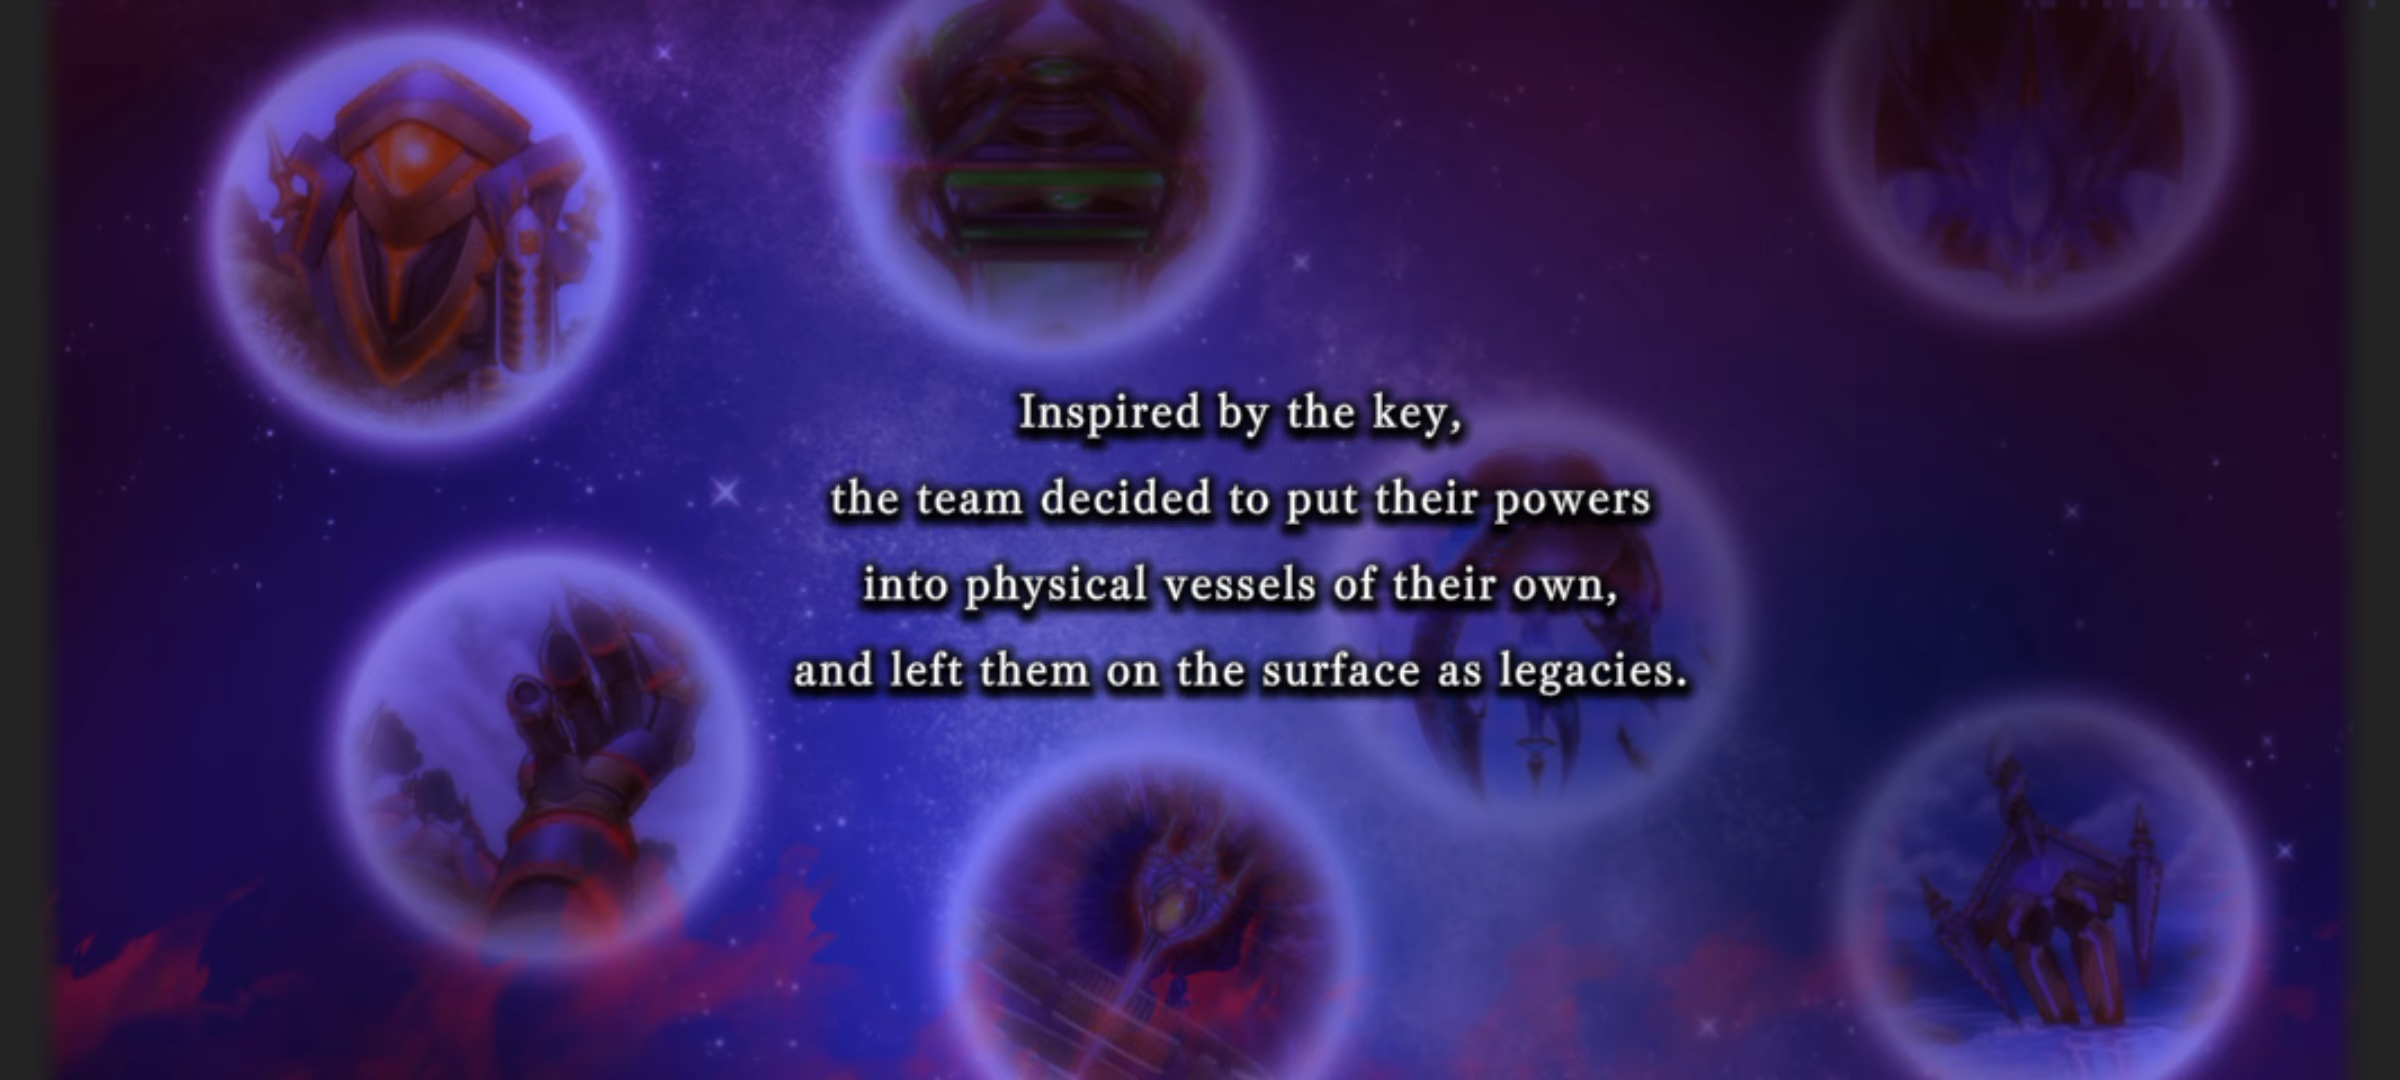 Inspired by the key,
the team decided to put their powers
into physical vessels of their own,
and left them on the surface as legacies.